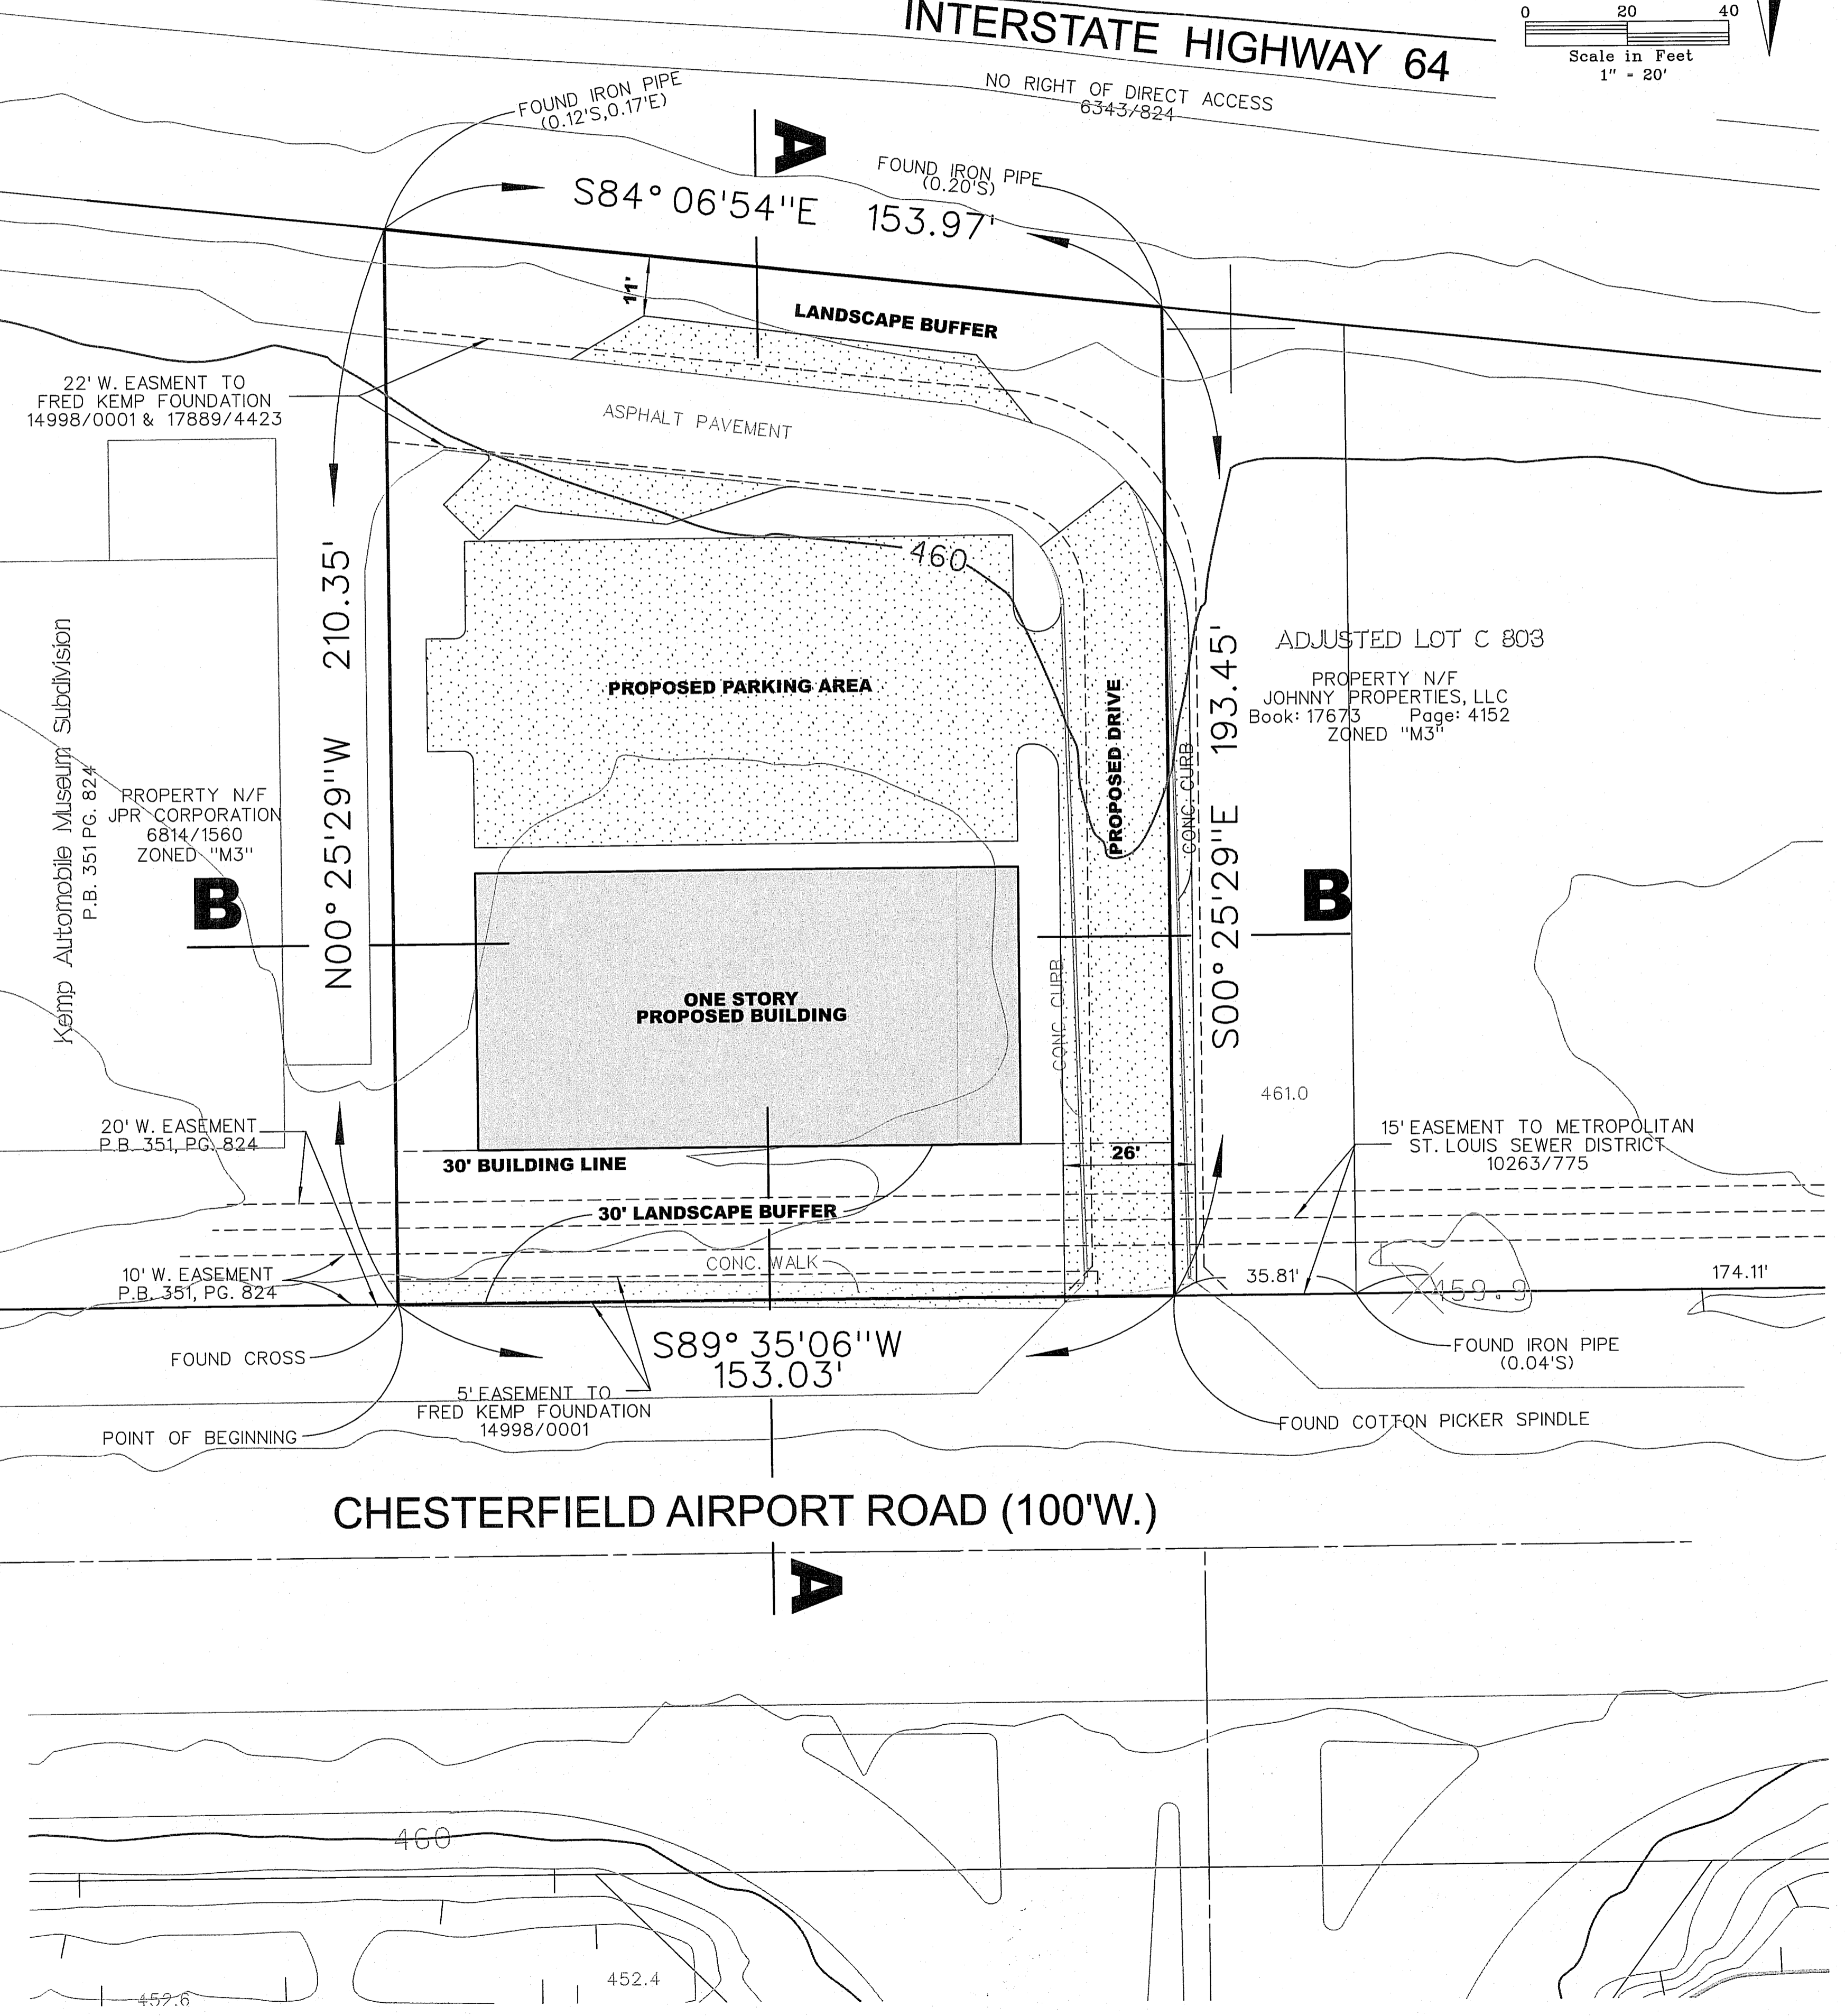 INTERSTATE HIGHWAY 64
0 20 40
Scale in Feet
1" = 20'
NO RIGHT OF DIRECT ACCESS
6343/824
FOUND IRON PIPE
(0.12'S,0.17'E)
A
FOUND IRON PIPE
(0.20'S)
S84° 06'54"E 153.97'
11'
LANDSCAPE BUFFER
22' W. EASMENT TO
FRED KEMP FOUNDATION
14998/0001 & 17889/4423
ASPHALT PAVEMENT
460
N00° 25'29"W 210.35'
Kemp Automobile Museum Subdivision
P.B. 351 PG. 824
PROPOSED PARKING AREA
PROPOSED DRIVE
CONC. CURB
S00° 25'29"E 193.45'
ADJUSTED LOT C 803
PROPERTY N/F
JOHNNY PROPERTIES, LLC
Book: 17673 Page: 4152
ZONED "M3"
PROPERTY N/F
JPR CORPORATION
6814/1560
ZONED "M3"
B
B
ONE STORY
PROPOSED BUILDING
CONC. CURB
461.0
20' W. EASEMENT
P.B. 351, PG. 824
30' BUILDING LINE
26'
15' EASEMENT TO METROPOLITAN
ST. LOUIS SEWER DISTRICT
10263/775
30' LANDSCAPE BUFFER
CONC. WALK
10' W. EASEMENT
P.B. 351, PG. 824
35.81'
459.9
174.11'
S89° 35'06"W
153.03'
FOUND CROSS
FOUND IRON PIPE
(0.04'S)
5' EASEMENT TO
FRED KEMP FOUNDATION
14998/0001
FOUND COTTON PICKER SPINDLE
POINT OF BEGINNING
CHESTERFIELD AIRPORT ROAD (100'W.)
A
460
452.4
452.6